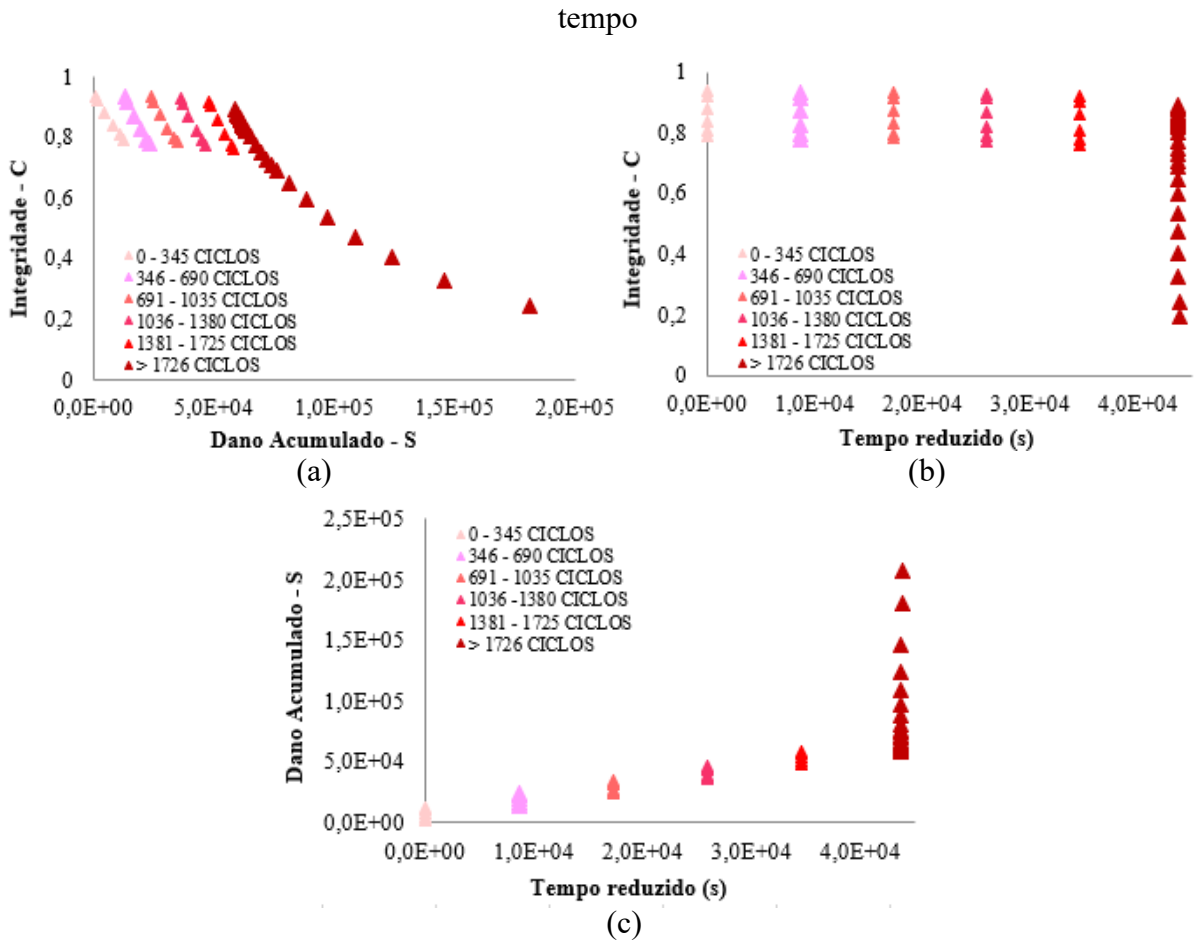 tempo
1
0,8
0,6
0,4
0,2
0
Integridade - C
0 - 345 CICLOS
346 - 690 CICLOS
691 - 1035 CICLOS
1036 - 1380 CICLOS
1381 - 1725 CICLOS
> 1726 CICLOS
0,0E+00 5,0E+04 1,0E+05 1,5E+05 2,0E+05
Dano Acumulado - S
(a)
1
0,8
0,6
0,4
0,2
0
Integridade - C
0 - 345 CICLOS
346 - 690 CICLOS
691 - 1035 CICLOS
1036 - 1380 CICLOS
1381 - 1725 CICLOS
> 1726 CICLOS
0,0E+00 1,0E+04 2,0E+04 3,0E+04 4,0E+04
Tempo reduzido (s)
(b)
2,5E+05
2,0E+05
1,5E+05
1,0E+05
5,0E+04
0,0E+00
Dano Acumulado - S
0 - 345 CICLOS
346 - 690 CICLOS
691 - 1035 CICLOS
1036 -1380 CICLOS
1381 - 1725 CICLOS
> 1726 CICLOS
0,0E+00 1,0E+04 2,0E+04 3,0E+04 4,0E+04
Tempo reduzido (s)
(c)